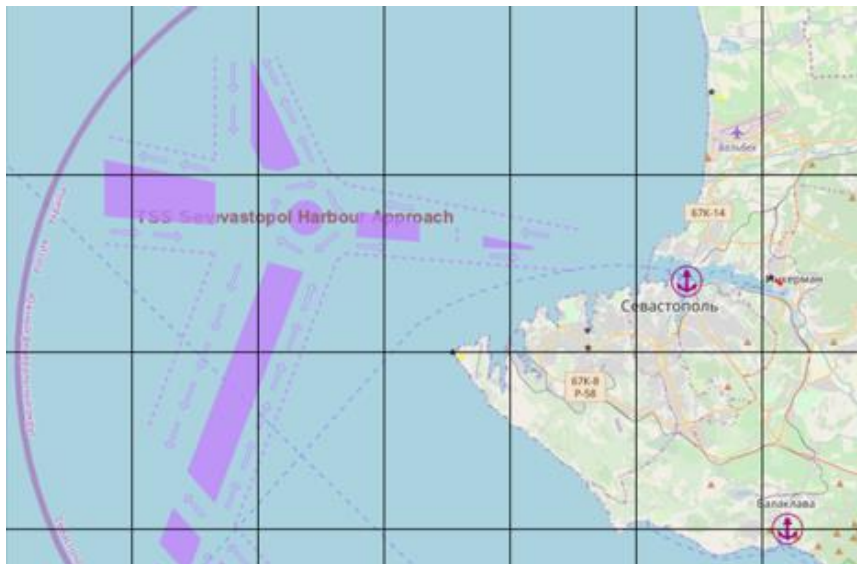 Бельбек
TSS Sevastopol Harbour Approach
67К-14
Инкерман
Севастополь
67К-8
Р-58
Балаклава